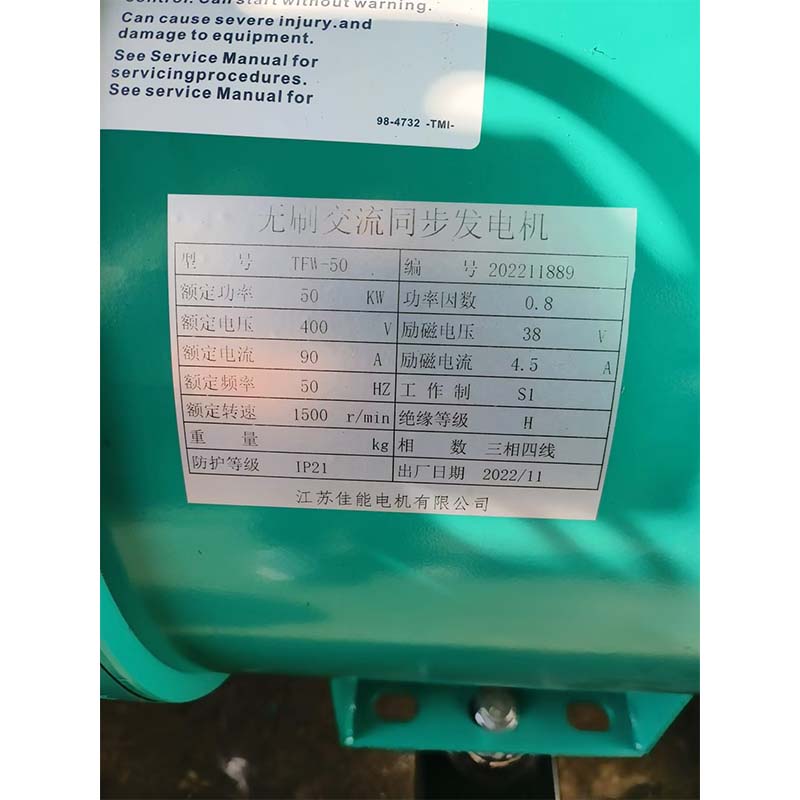 control. Can start without warning.
Can cause severe injury.and
damage to equipment.
See Service Manual for
servicingprocedures.
See service Manual for
98-4732 -TMI-
无刷交流同步发电机
型 号 TFW-50 编 号 202211889
额定功率 50 KW 功率因数 0.8
额定电压 400 V 励磁电压 38 V
额定电流 90 A 励磁电流 4.5 A
额定频率 50 HZ 工作制 S1
额定转速 1500 r/min 绝缘等级 H
重 量 kg 相 数 三相四线
防护等级 IP21 出厂日期 2022/11
江苏佳能电机有限公司